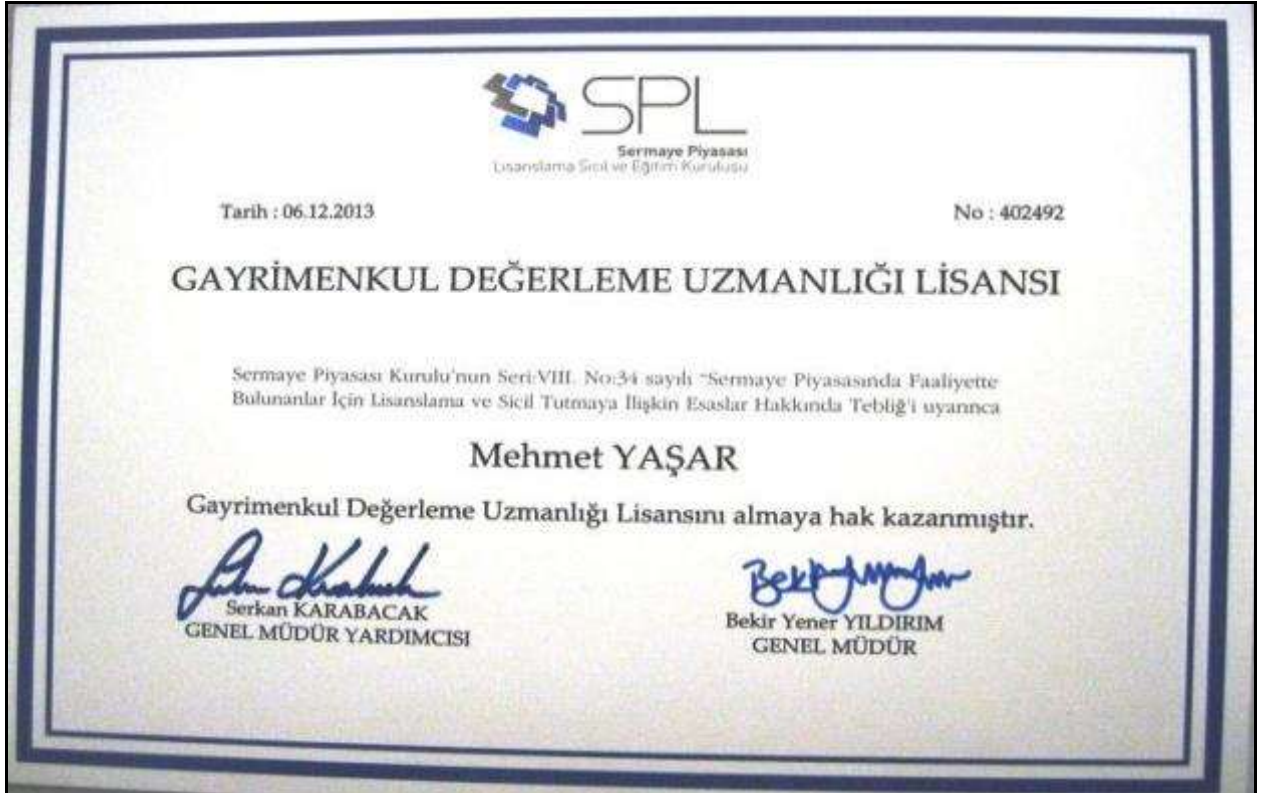 SPL
Sermaye Piyasası
Lisanslama Sicil ve Eğitim Kuruluşu
Tarih : 06.12.2013
No : 402492
GAYRİMENKUL DEĞERLEME UZMANLIĞI LİSANSI
Sermaye Piyasası Kurulu'nun Seri:VIII. No:34 sayılı "Sermaye Piyasasında Faaliyette
Bulunanlar İçin Lisanslama ve Sicil Tutmaya İlişkin Esaslar Hakkında Tebliğ'i uyarınca
Mehmet YAŞAR
Gayrimenkul Değerleme Uzmanlığı Lisansını almaya hak kazanmıştır.
Serkan KARABACAK
GENEL MÜDÜR YARDIMCISI
Bekir Yener YILDIRIM
GENEL MÜDÜR